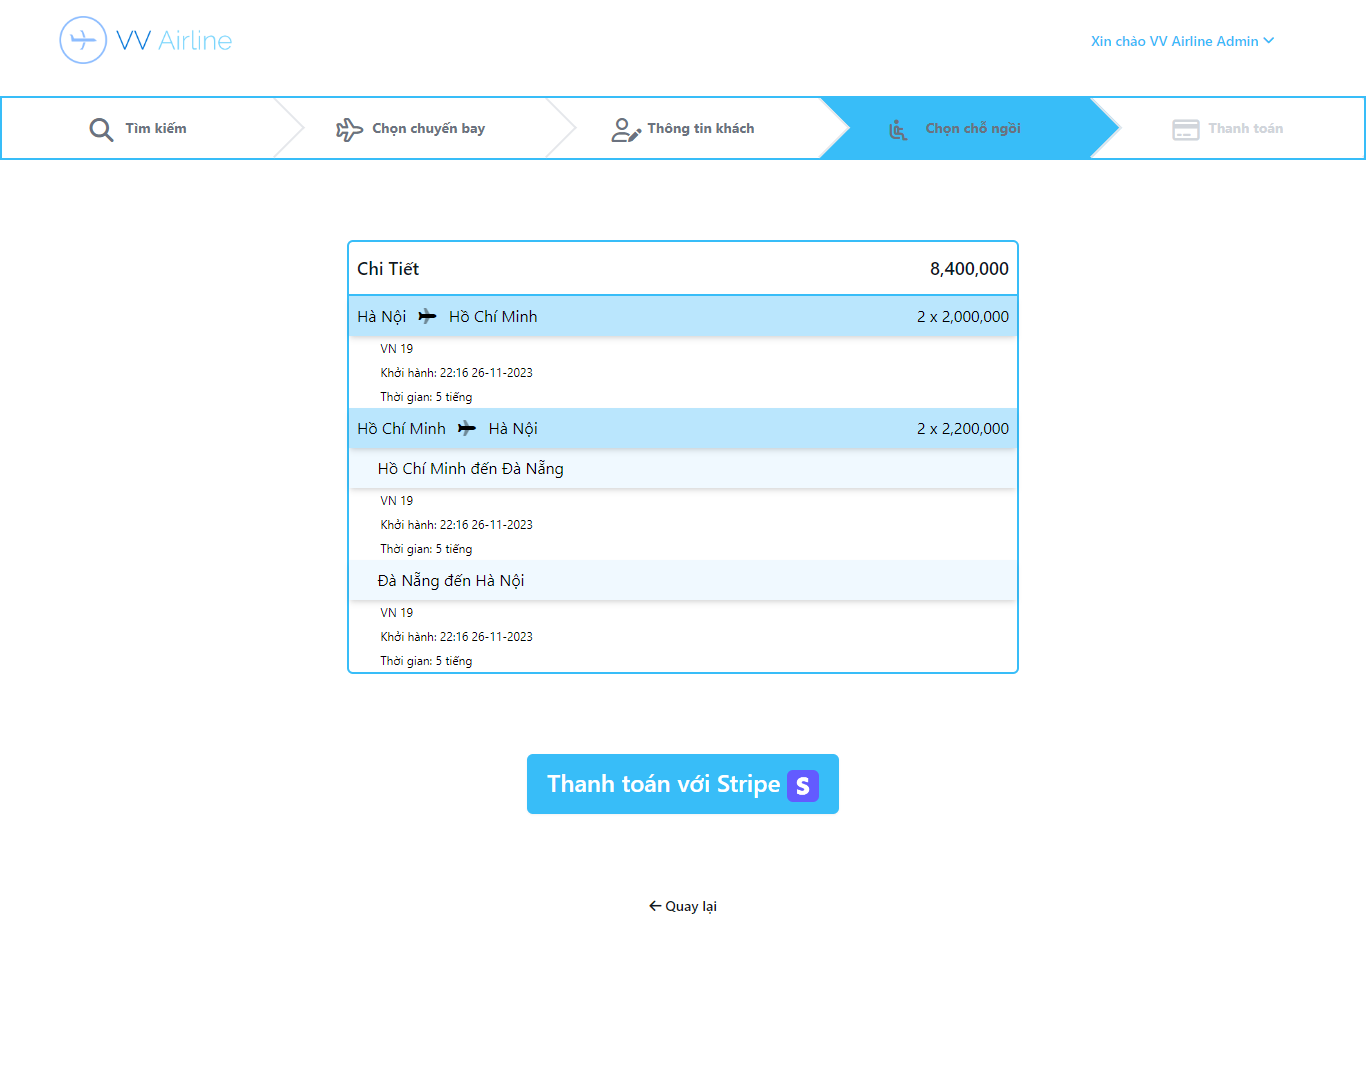 VV Airline
Xin chào VV Airline Admin
Tìm kiếm
Chọn chuyến bay
Thông tin khách
Chọn chỗ ngồi
Thanh toán
Chi Tiết 8,400,000
Hà Nội Hồ Chí Minh 2 x 2,000,000
VN 19
Khởi hành: 22:16 26-11-2023
Thời gian: 5 tiếng
Hồ Chí Minh Hà Nội 2 x 2,200,000
Hồ Chí Minh đến Đà Nẵng
VN 19
Khởi hành: 22:16 26-11-2023
Thời gian: 5 tiếng
Đà Nẵng đến Hà Nội
VN 19
Khởi hành: 22:16 26-11-2023
Thời gian: 5 tiếng
Thanh toán với Stripe S
Quay lại